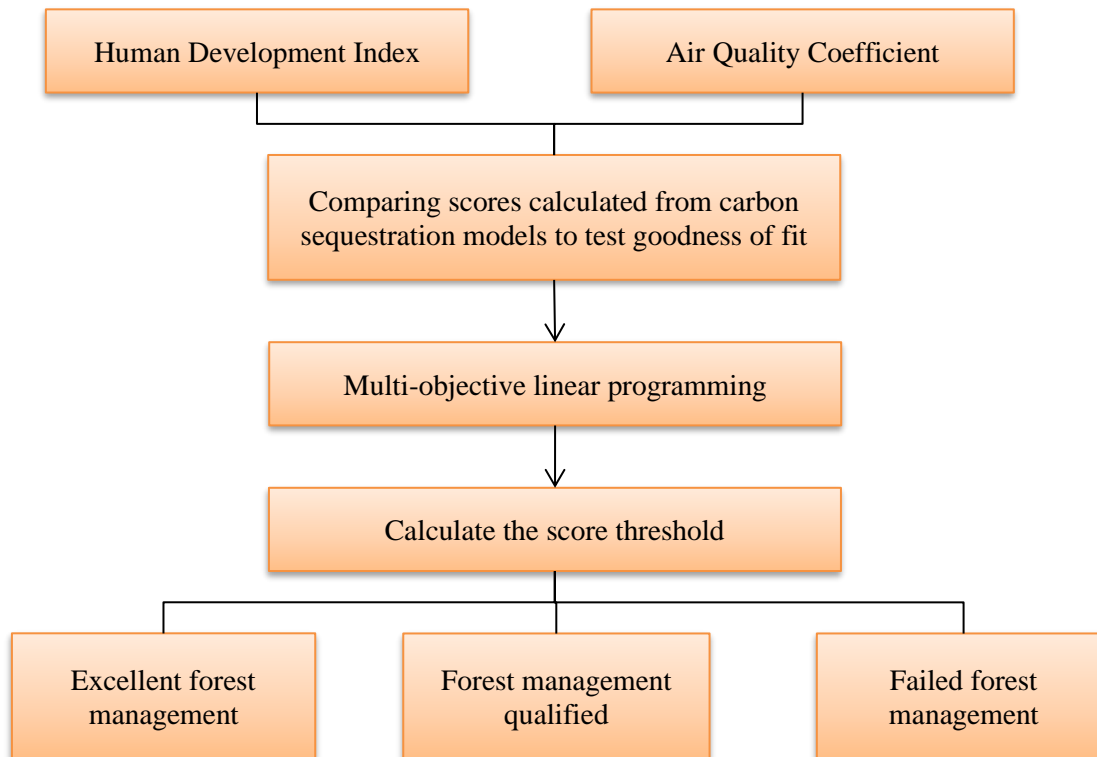 Human Development Index
Air Quality Coefficient
Comparing scores calculated from carbon
sequestration models to test goodness of fit
Multi-objective linear programming
Calculate the score threshold
Excellent forest
management
Forest management
qualified
Failed forest
management